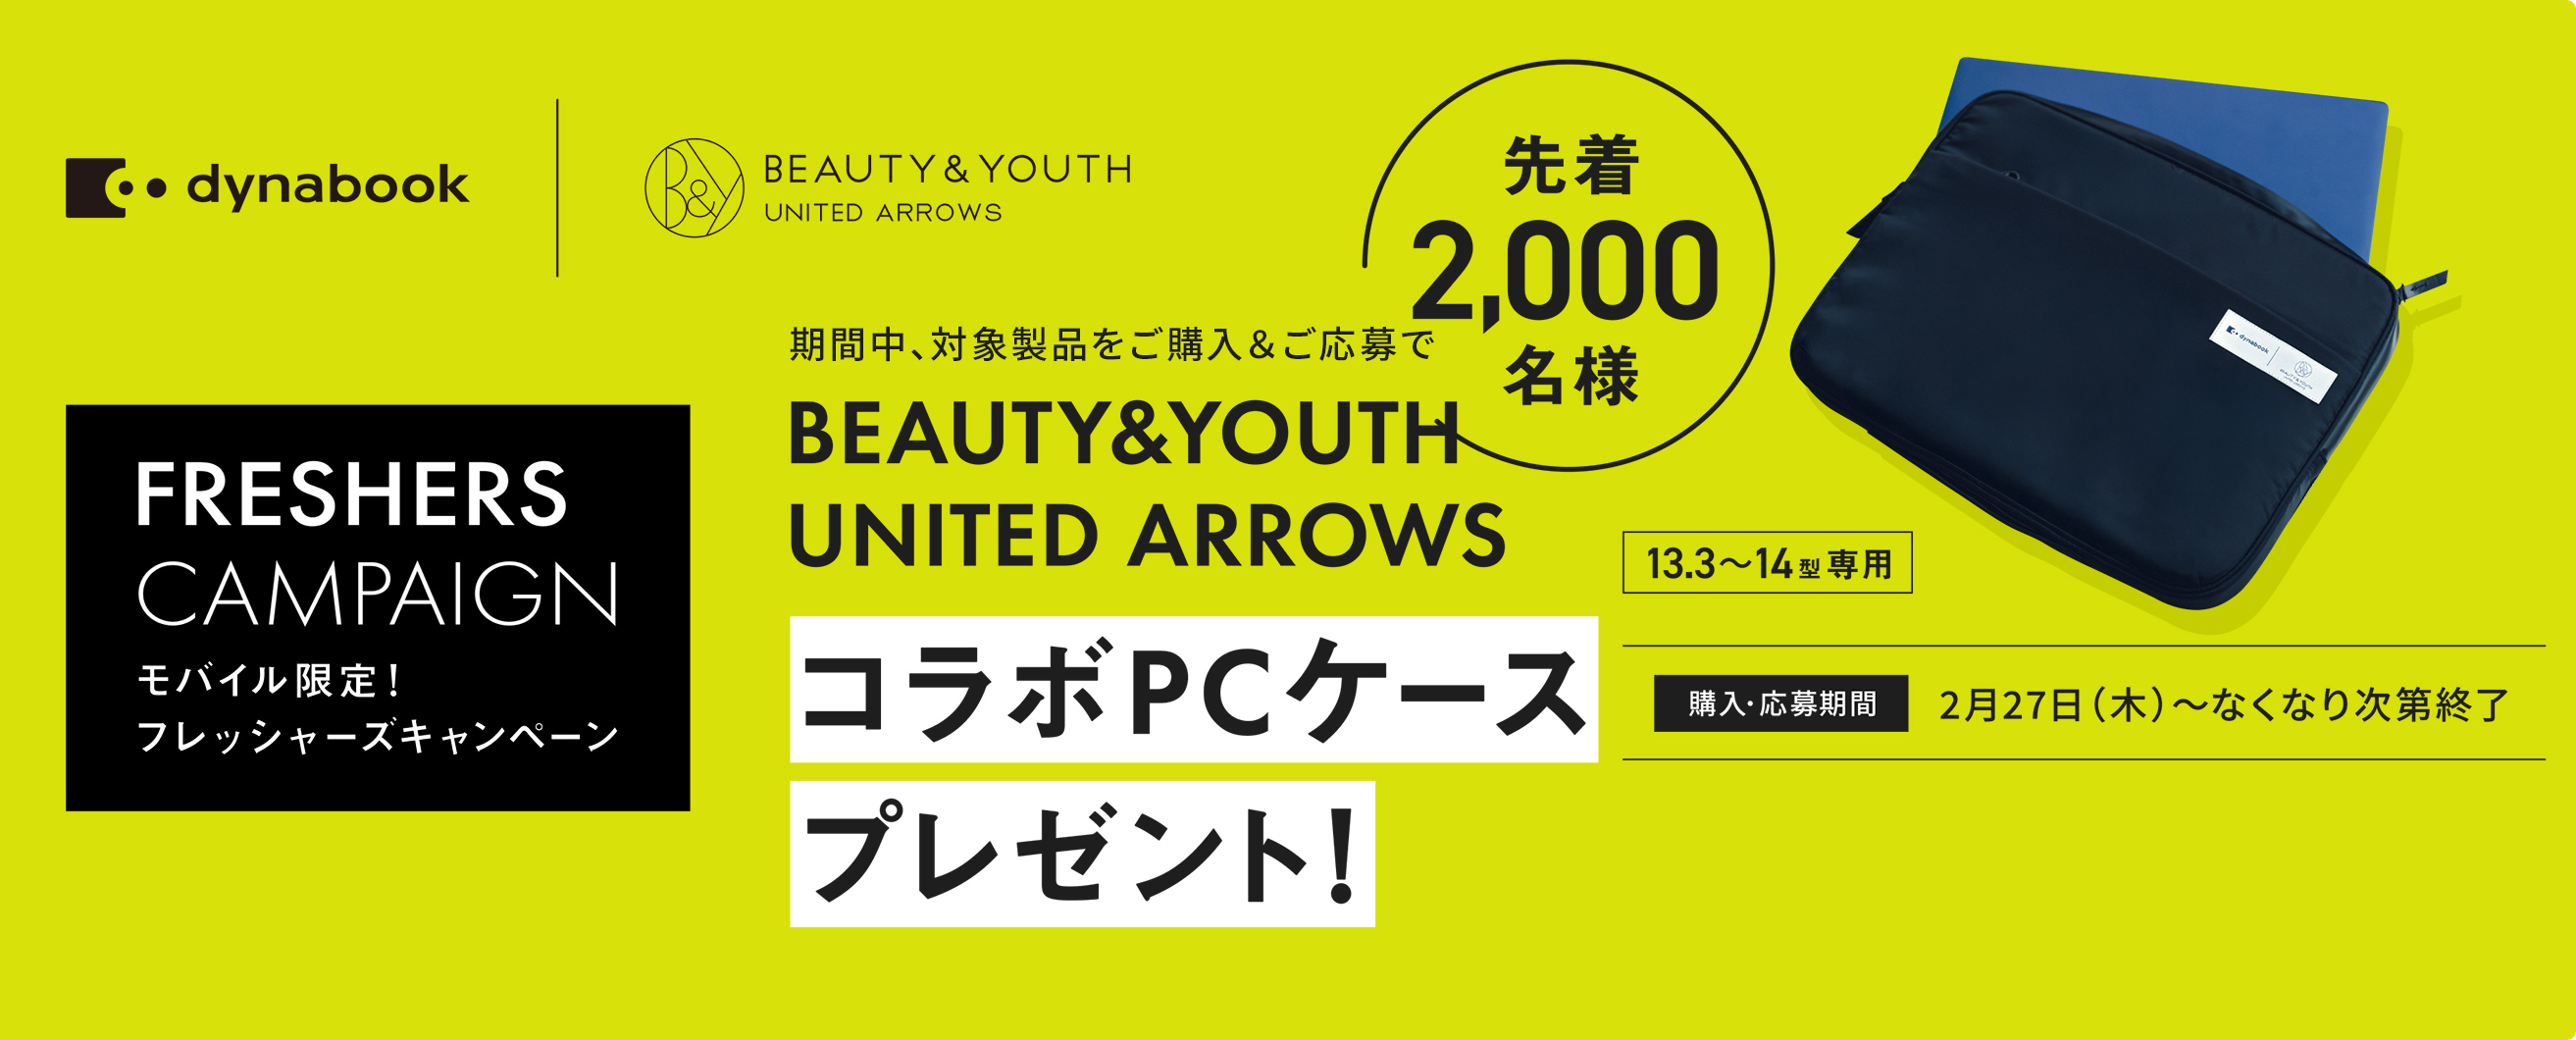 dynabook
B&Y
BEAUTY & YOUTH
UNITED ARROWS
FRESHERS
CAMPAIGN
モバイル限定!
フレッシャーズキャンペーン
期間中、対象製品をご購入&ご応募で
BEAUTY&YOUTH
UNITED ARROWS
コラボPCケース
プレゼント!
先着
2,000
名様
dynabook
BEAUTY&YOUTH
13.3〜14型専用
購入・応募期間
2月27日(木)〜なくなり次第終了